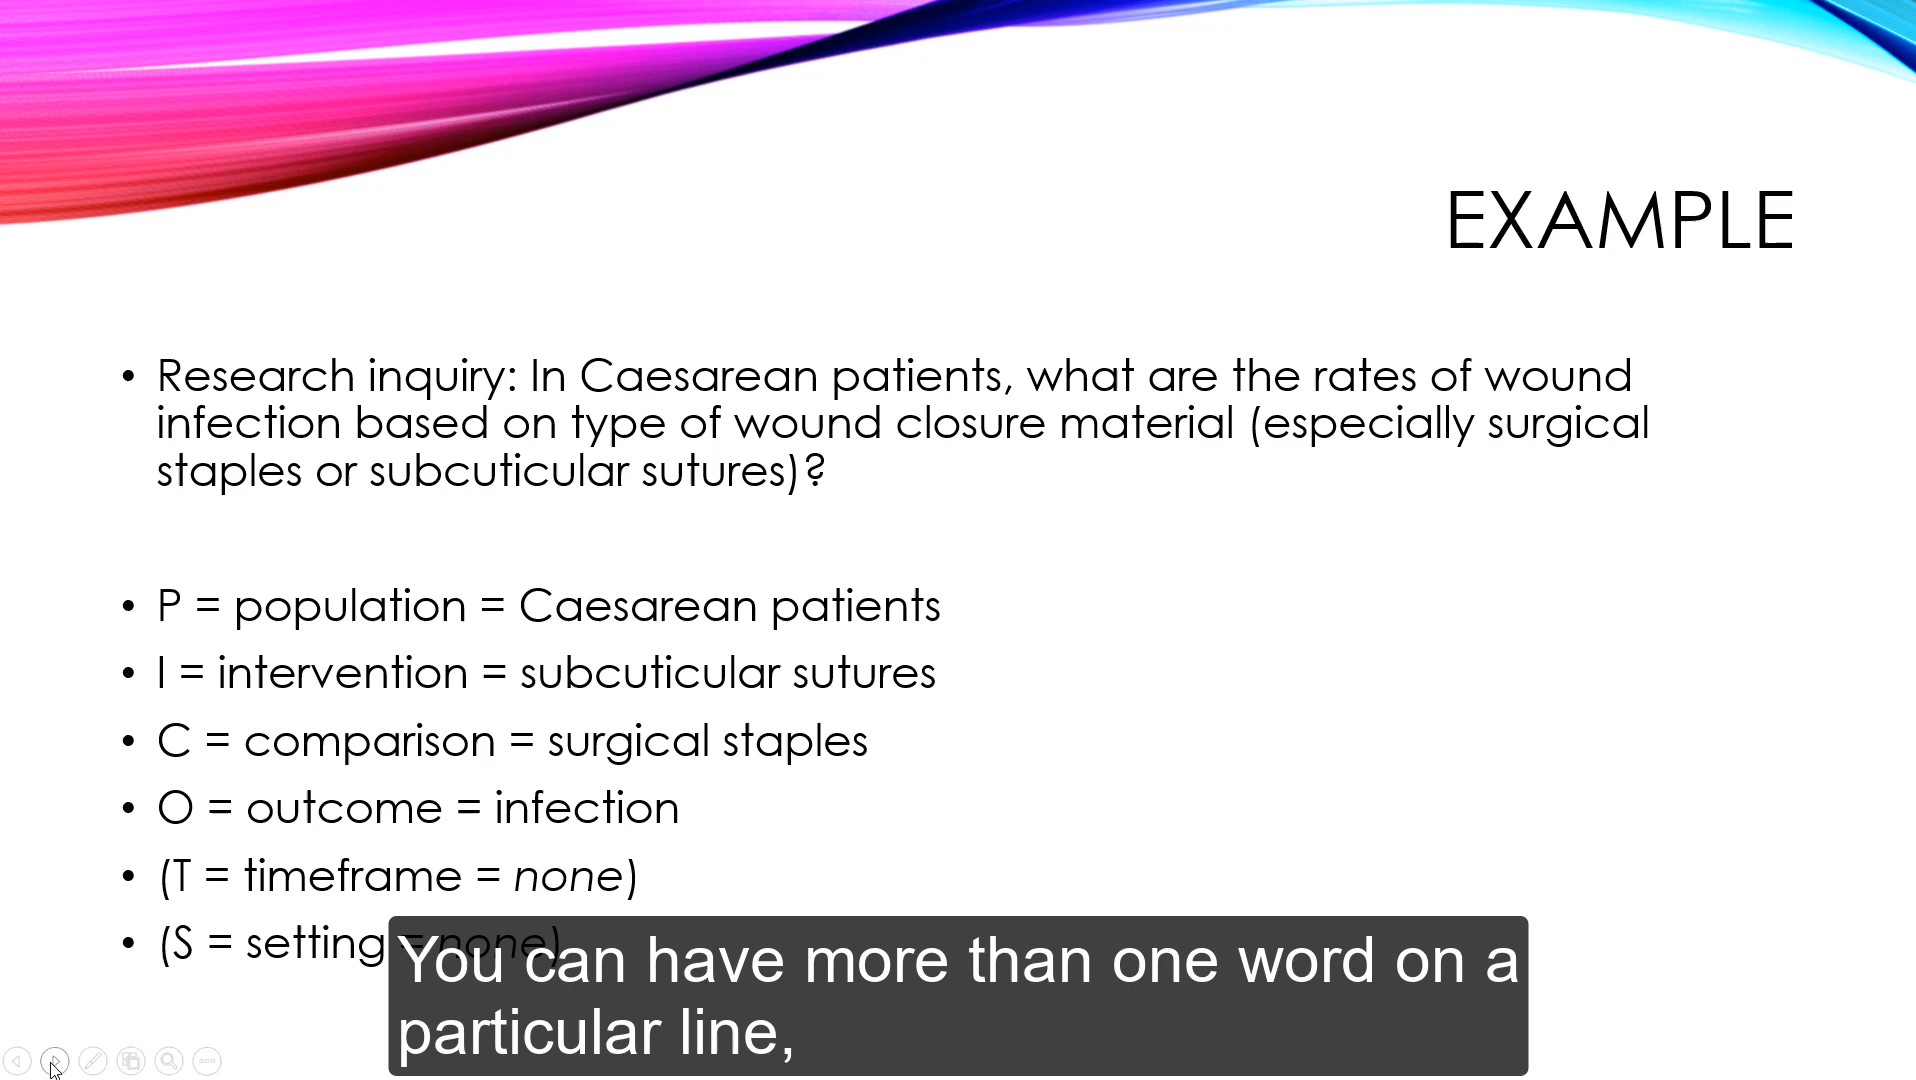 EXAMPLE
• Research inquiry: In Caesarean patients, what are the rates of wound
infection based on type of wound closure material (especially surgical
staples or subcuticular sutures)?
• P = population = Caesarean patients
• I = intervention = subcuticular sutures
• C = comparison = surgical staples
• O = outcome = infection
• (T = timeframe = none)
• (S = setting = none)
You can have more than one word on a
particular line,